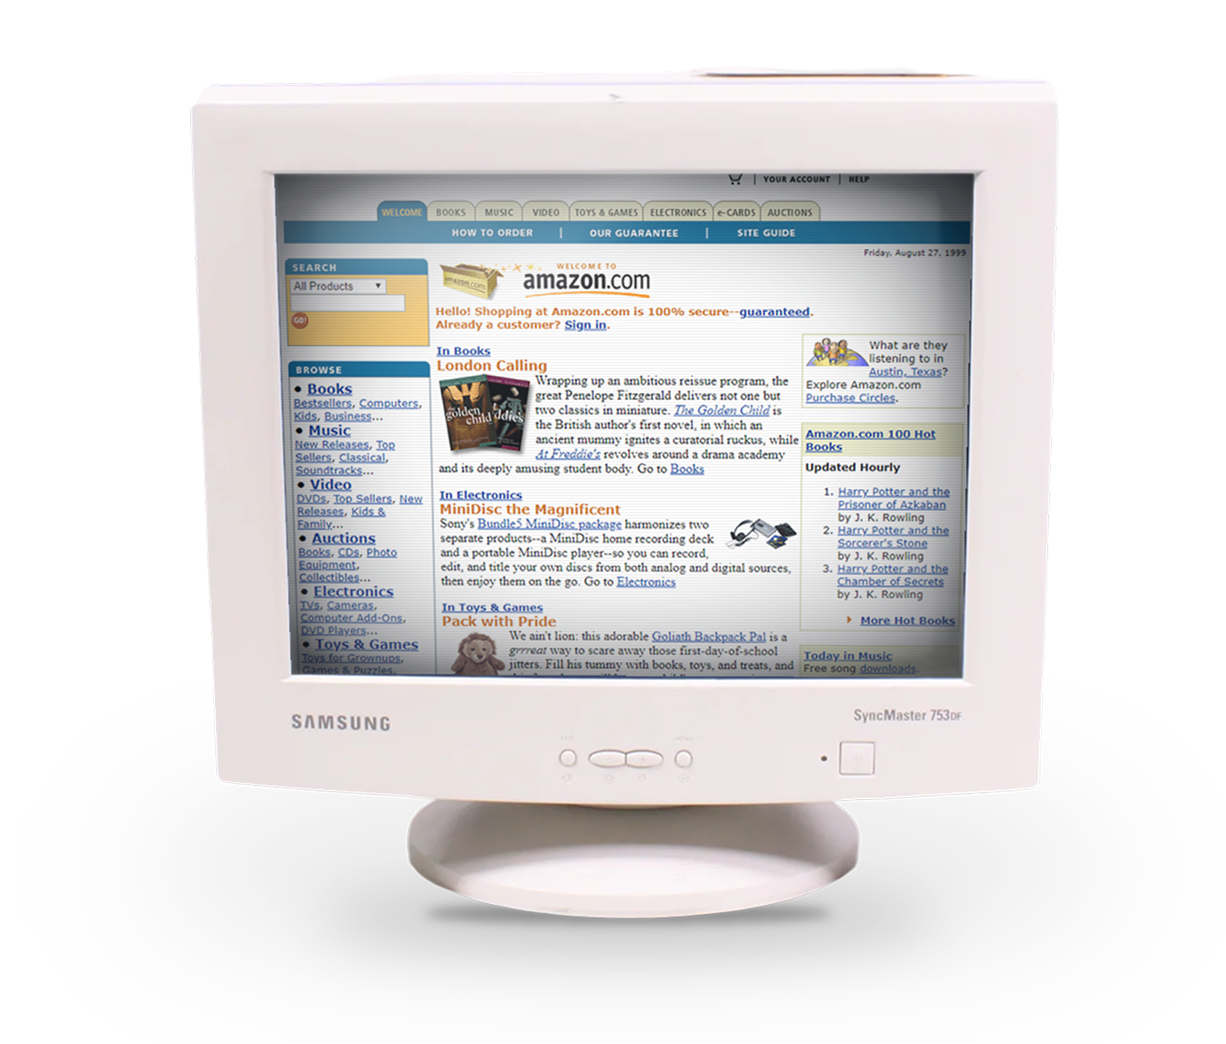 YOUR ACCOUNT | HELP
WELCOME BOOKS MUSIC VIDEO TOYS & GAMES ELECTRONICS e-CARDS AUCTIONS
HOW TO ORDER | OUR GUARANTEE | SITE GUIDE
Friday, August 27, 1999
SEARCH
All Products
GO!
BROWSE
• Books
Bestsellers, Computers,
Kids, Business...
• Music
New Releases, Top
Sellers, Classical,
Soundtracks...
• Video
DVDs, Top Sellers, New
Releases, Kids &
Family...
• Auctions
Books, CDs, Photo
Equipment,
Collectibles...
• Electronics
TVs, Cameras,
Computer Add-Ons,
DVD Players...
• Toys & Games
Toys for Grownups,
Games & Puzzles,
amazon.com
WELCOME TO
amazon.com
Hello! Shopping at Amazon.com is 100% secure--guaranteed.
Already a customer? Sign in.
In Books
London Calling
golden
child
ddie's
Wrapping up an ambitious reissue program, the
great Penelope Fitzgerald delivers not one but
two classics in miniature. The Golden Child is
the British author's first novel, in which an
ancient mummy ignites a curatorial ruckus, while
At Freddie's revolves around a drama academy
and its deeply amusing student body. Go to Books
In Electronics
MiniDisc the Magnificent
Sony's Bundle5 MiniDisc package harmonizes two
separate products--a MiniDisc home recording deck
and a portable MiniDisc player--so you can record,
edit, and title your own discs from both analog and digital sources,
then enjoy them on the go. Go to Electronics
In Toys & Games
Pack with Pride
We ain't lion: this adorable Goliath Backpack Pal is a
grrreat way to scare away those first-day-of-school
jitters. Fill his tummy with books, toys, and treats, and
What are they
listening to in
Austin, Texas?
Explore Amazon.com
Purchase Circles.
Amazon.com 100 Hot
Books
Updated Hourly
1. Harry Potter and the
Prisoner of Azkaban
by J. K. Rowling
2. Harry Potter and the
Sorcerer's Stone
by J. K. Rowling
3. Harry Potter and the
Chamber of Secrets
by J. K. Rowling
More Hot Books
Today in Music
Free song downloads.
SAMSUNG
SyncMaster 753DF